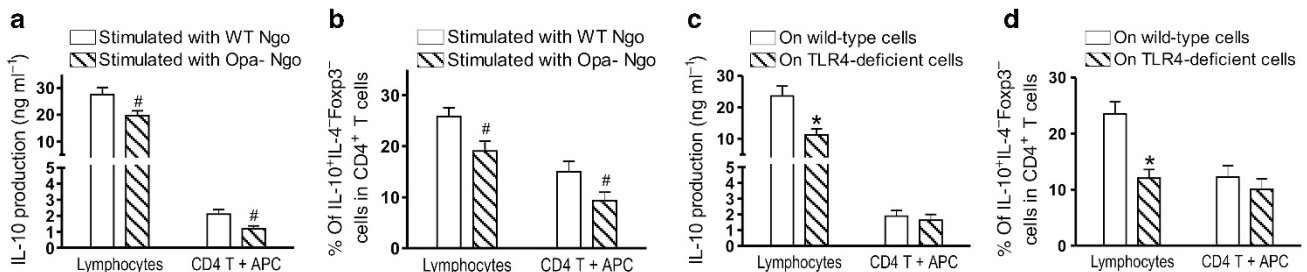 a
Stimulated with WT Ngo
Stimulated with Opa- Ngo
IL-10 production (ng ml⁻¹)
30
20
10
5
4
3
2
1
0
#
#
Lymphocytes
CD4 T + APC
b
Stimulated with WT Ngo
Stimulated with Opa- Ngo
% Of IL-10⁺IL-4⁻Foxp3⁻
cells in CD4⁺ T cells
30
20
10
0
#
#
Lymphocytes
CD4 T + APC
c
On wild-type cells
On TLR4-deficient cells
IL-10 production (ng ml⁻¹)
30
20
10
5
4
3
2
1
0
*
Lymphocytes
CD4 T + APC
d
On wild-type cells
On TLR4-deficient cells
% Of IL-10⁺IL-4⁻Foxp3⁻
cells in CD4⁺ T cells
30
20
10
0
*
Lymphocytes
CD4 T + APC